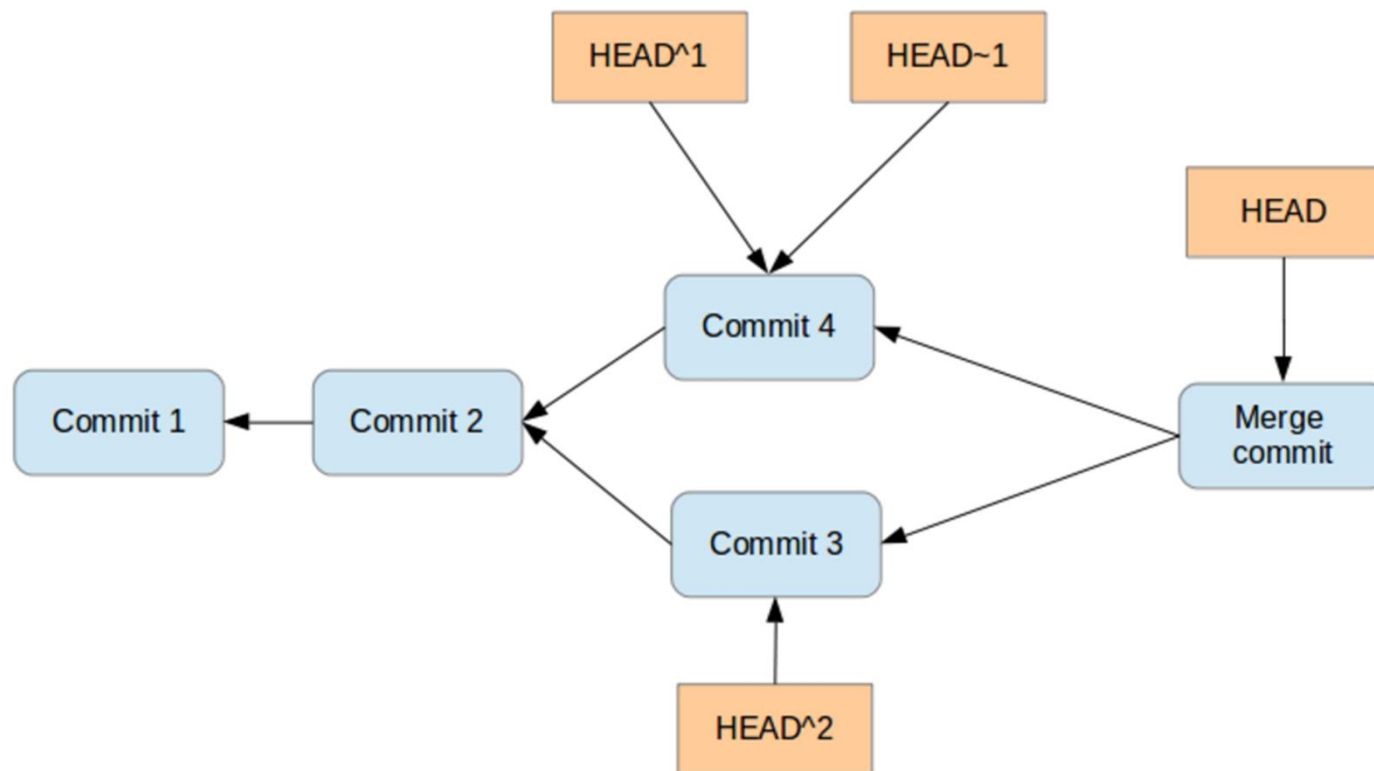 HEAD^1
HEAD~1
HEAD
Commit 4
Commit 1
Commit 2
Merge
commit
Commit 3
HEAD^2